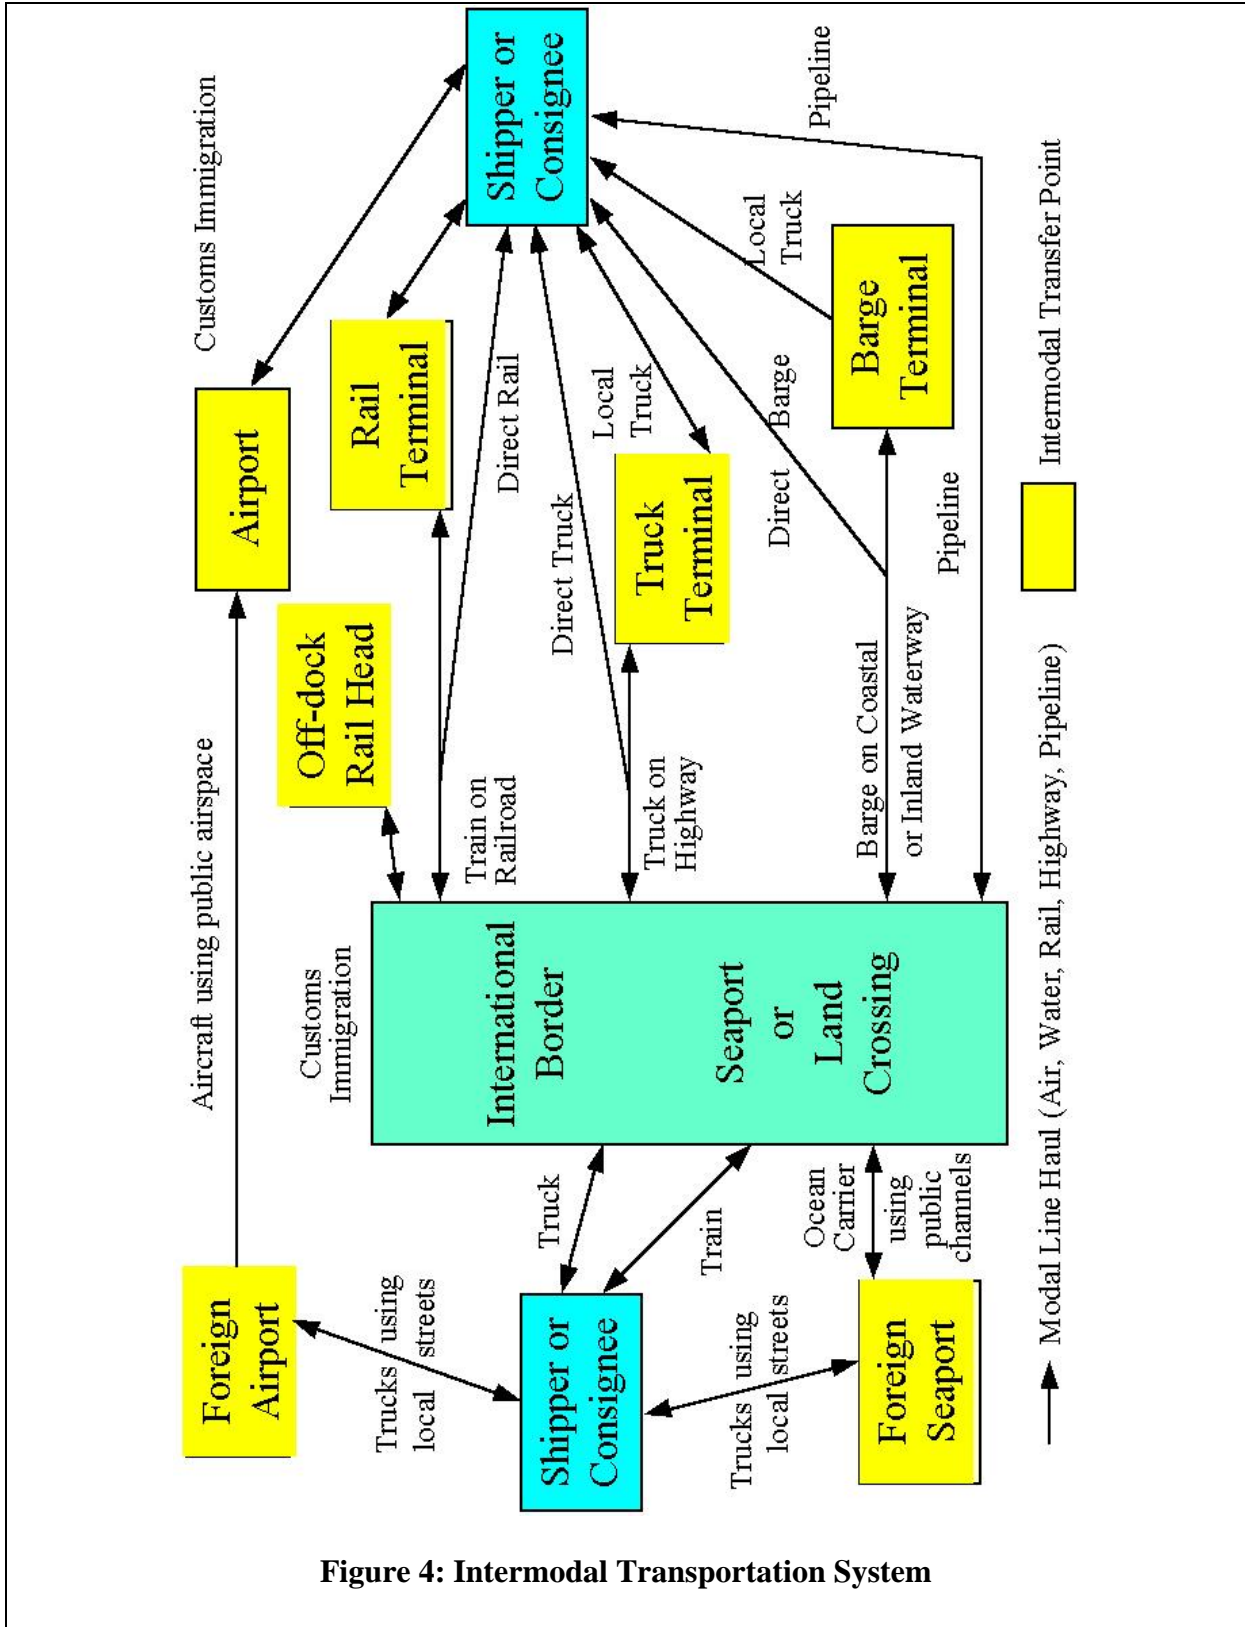 Foreign
Airport
Aircraft using public airspace
Airport
Customs Immigration
Trucks using
local streets
Off-dock
Rail Head
Rail
Terminal
Customs
Immigration
Train on
Railroad
Direct Rail
Shipper or
Consignee
Truck
International
Border
Direct Truck
Shipper or
Consignee
Train
Truck on
Highway
Truck
Terminal
Local
Truck
Seaport
or
Land
Crossing
Direct Barge
Local
Truck
Pipeline
Trucks using
local streets
Ocean
Carrier
using
public
channels
Foreign
Seaport
Barge on Coastal
or Inland Waterway
Barge
Terminal
Pipeline
Modal Line Haul (Air, Water, Rail, Highway, Pipeline)
Intermodal Transfer Point
Figure 4: Intermodal Transportation System